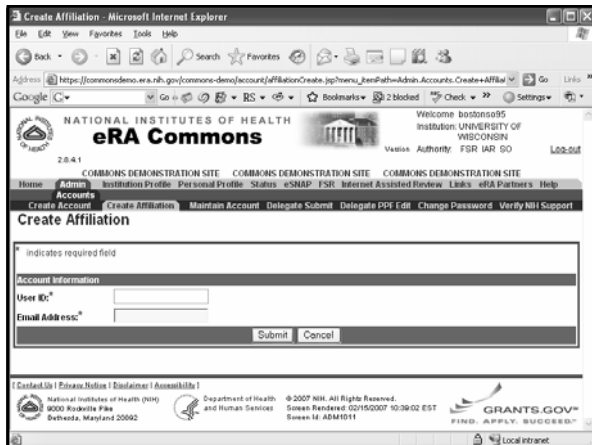 Create Affiliation - Microsoft Internet Explorer
File Edit View Favorites Tools Help
Back Search Favorites
Address https://commonsdemo.era.nih.gov/commons-demo/account/affiliationCreate.jsp?menu_itemPath=Admin.Accounts.Create+Affiliat Go Links »
Google G Go RS Bookmarks 2 blocked Check » Settings
NATIONAL INSTITUTES OF HEALTH
eRA Commons
2.8.4.1
Welcome bostonso95
Institution: UNIVERSITY OF WISCONSIN
Version Authority: FSR IAR SO Log-out
COMMONS DEMONSTRATION SITE COMMONS DEMONSTRATION SITE COMMONS DEMONSTRATION SITE
Home Admin Institution Profile Personal Profile Status eSNAP FSR Internet Assisted Review Links eRA Partners Help
Accounts
Create Account Create Affiliation Maintain Account Delegate Submit Delegate PPF Edit Change Password Verify NIH Support
Create Affiliation
* indicates required field
Account Information
User ID:*
Email Address:*
Submit Cancel
[ Contact Us | Privacy Notice | Disclaimer | Accessibility ]
National Institutes of Health (NIH)
9000 Rockville Pike
Bethesda, Maryland 20892
Department of Health
and Human Services
© 2007 NIH. All Rights Reserved.
Screen Rendered: 02/15/2007 10:39:02 EST
Screen Id: ADM1011
GRANTS.GOV℠
FIND. APPLY. SUCCEED.℠
Local intranet